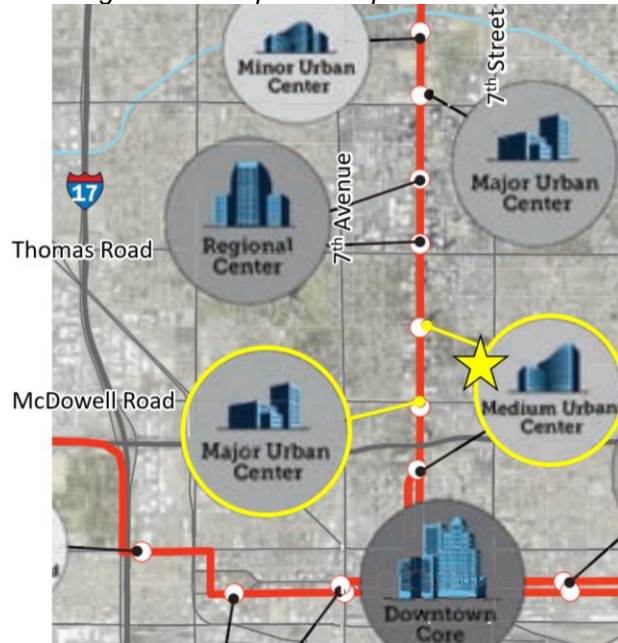 Minor Urban
Center
7th Street
Major Urban
Center
17
Regional
Center
7th Avenue
Thomas Road
McDowell Road
Major Urban
Center
Medium Urban
Center
Downtown
Core